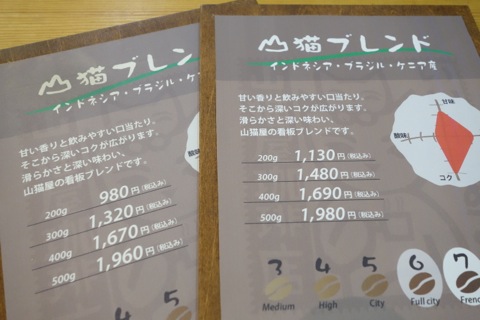 山猫ブレンド
インドネシア・ブラジル・ケ
甘い香りと飲みやすい口当たり。
そこから深いコクが広がります。
滑らかさと深い味わい、
山猫屋の看板ブレンドです。
200g 980円(税込み)
300g 1,320円(税込み)
400g 1,670円(税込み)
500g 1,960円(税込み)
4 5
山猫ブレンド
インドネシア・ブラジル・ケニア産
甘い香りと飲みやすい口当たり。
そこから深いコクが広がります。
滑らかさと深い味わい、
山猫屋の看板ブレンドです。
甘味
酸味
コク
200g 1,130円(税込み)
300g 1,480円(税込み)
400g 1,690円(税込み)
500g 1,980円(税込み)
3 4 5 6 7
Medium High City Full city Frenc